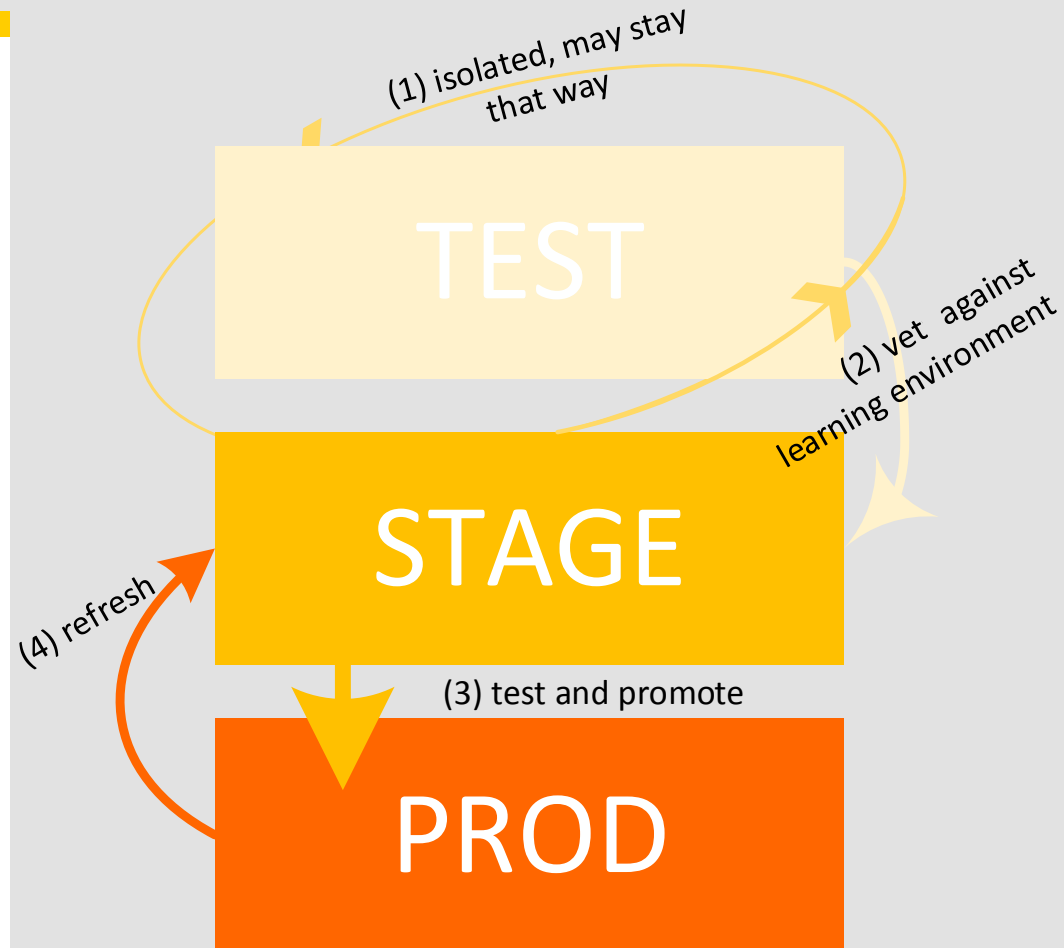 (1) isolated, may stay
that way
TEST
(2) vet against
learning environment
STAGE
(4) refresh
(3) test and promote
PROD